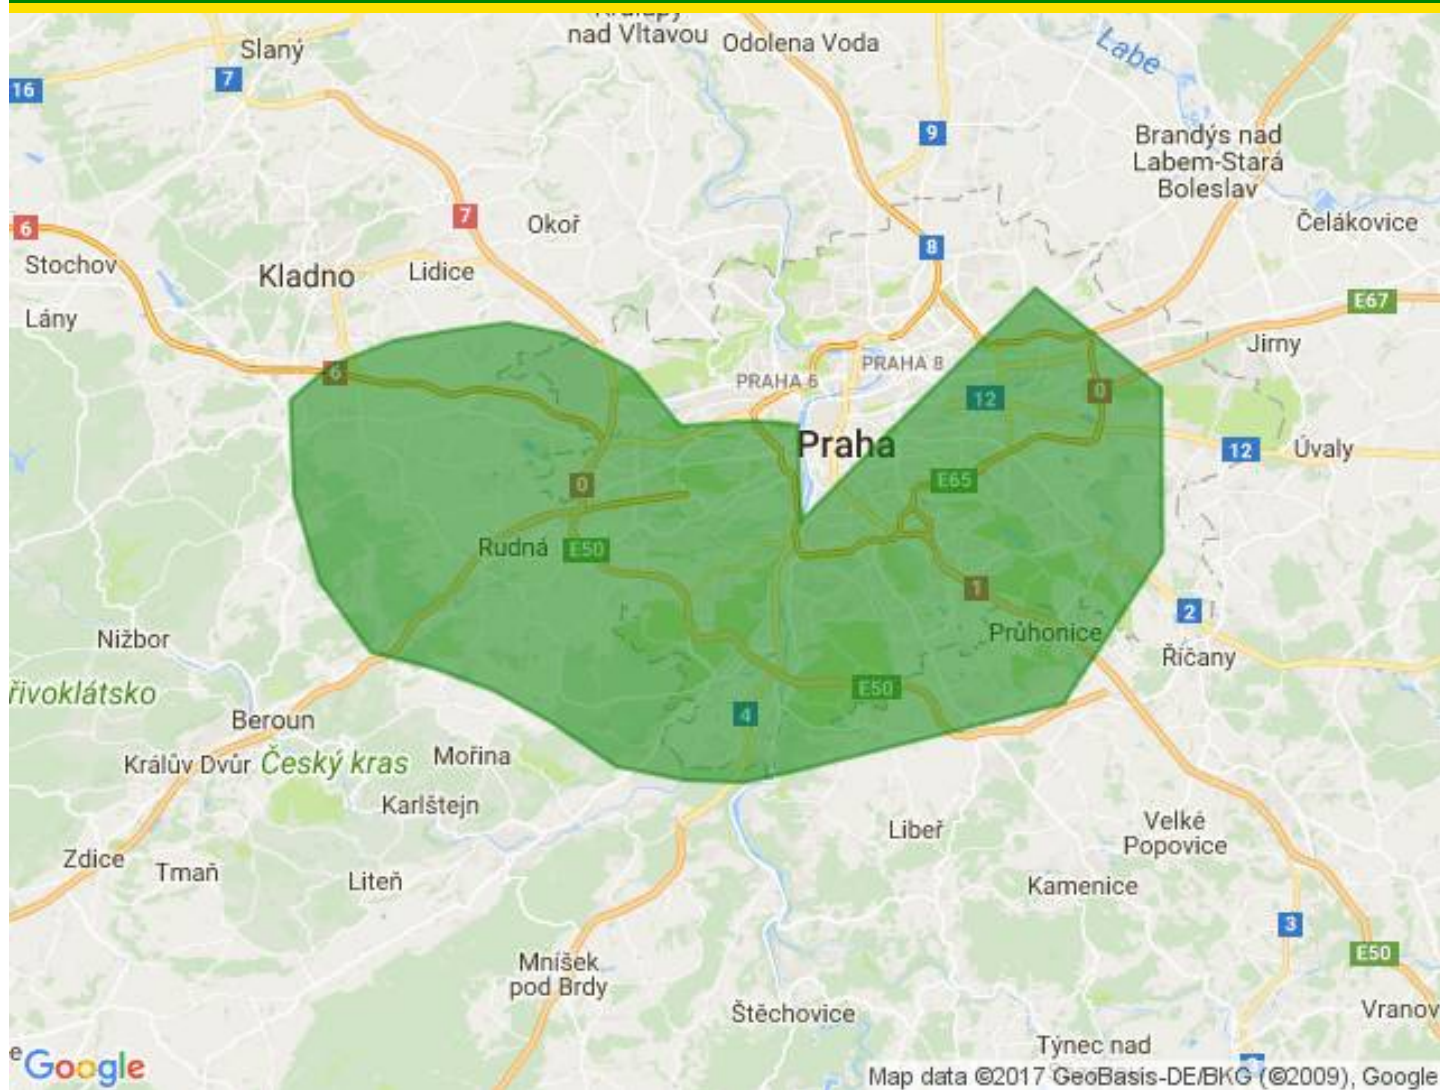 nad Vltavou
Odolena Voda
Slaný
Labe
7
16
9
Brandýs nad
Labem-Stará
Boleslav
7
Okoř
Čelákovice
6
8
Stochov
Kladno
Lidice
E67
Lány
Jirny
PRAHA 8
6
PRAHA 6
0
12
Praha
12
Úvaly
E65
0
Rudná
E50
1
2
Nižbor
Průhonice
Říčany
řivoklátsko
E50
4
Beroun
Králův Dvůr
Český kras
Mořina
Karlštejn
Libeř
Velké
Popovice
Zdice
Tmaň
Liteň
Kamenice
3
E50
Mníšek
pod Brdy
Štěchovice
Vranov
Týnec nad
e
Google
Map data ©2017 GeoBasis-DE/BKG (©2009), Google